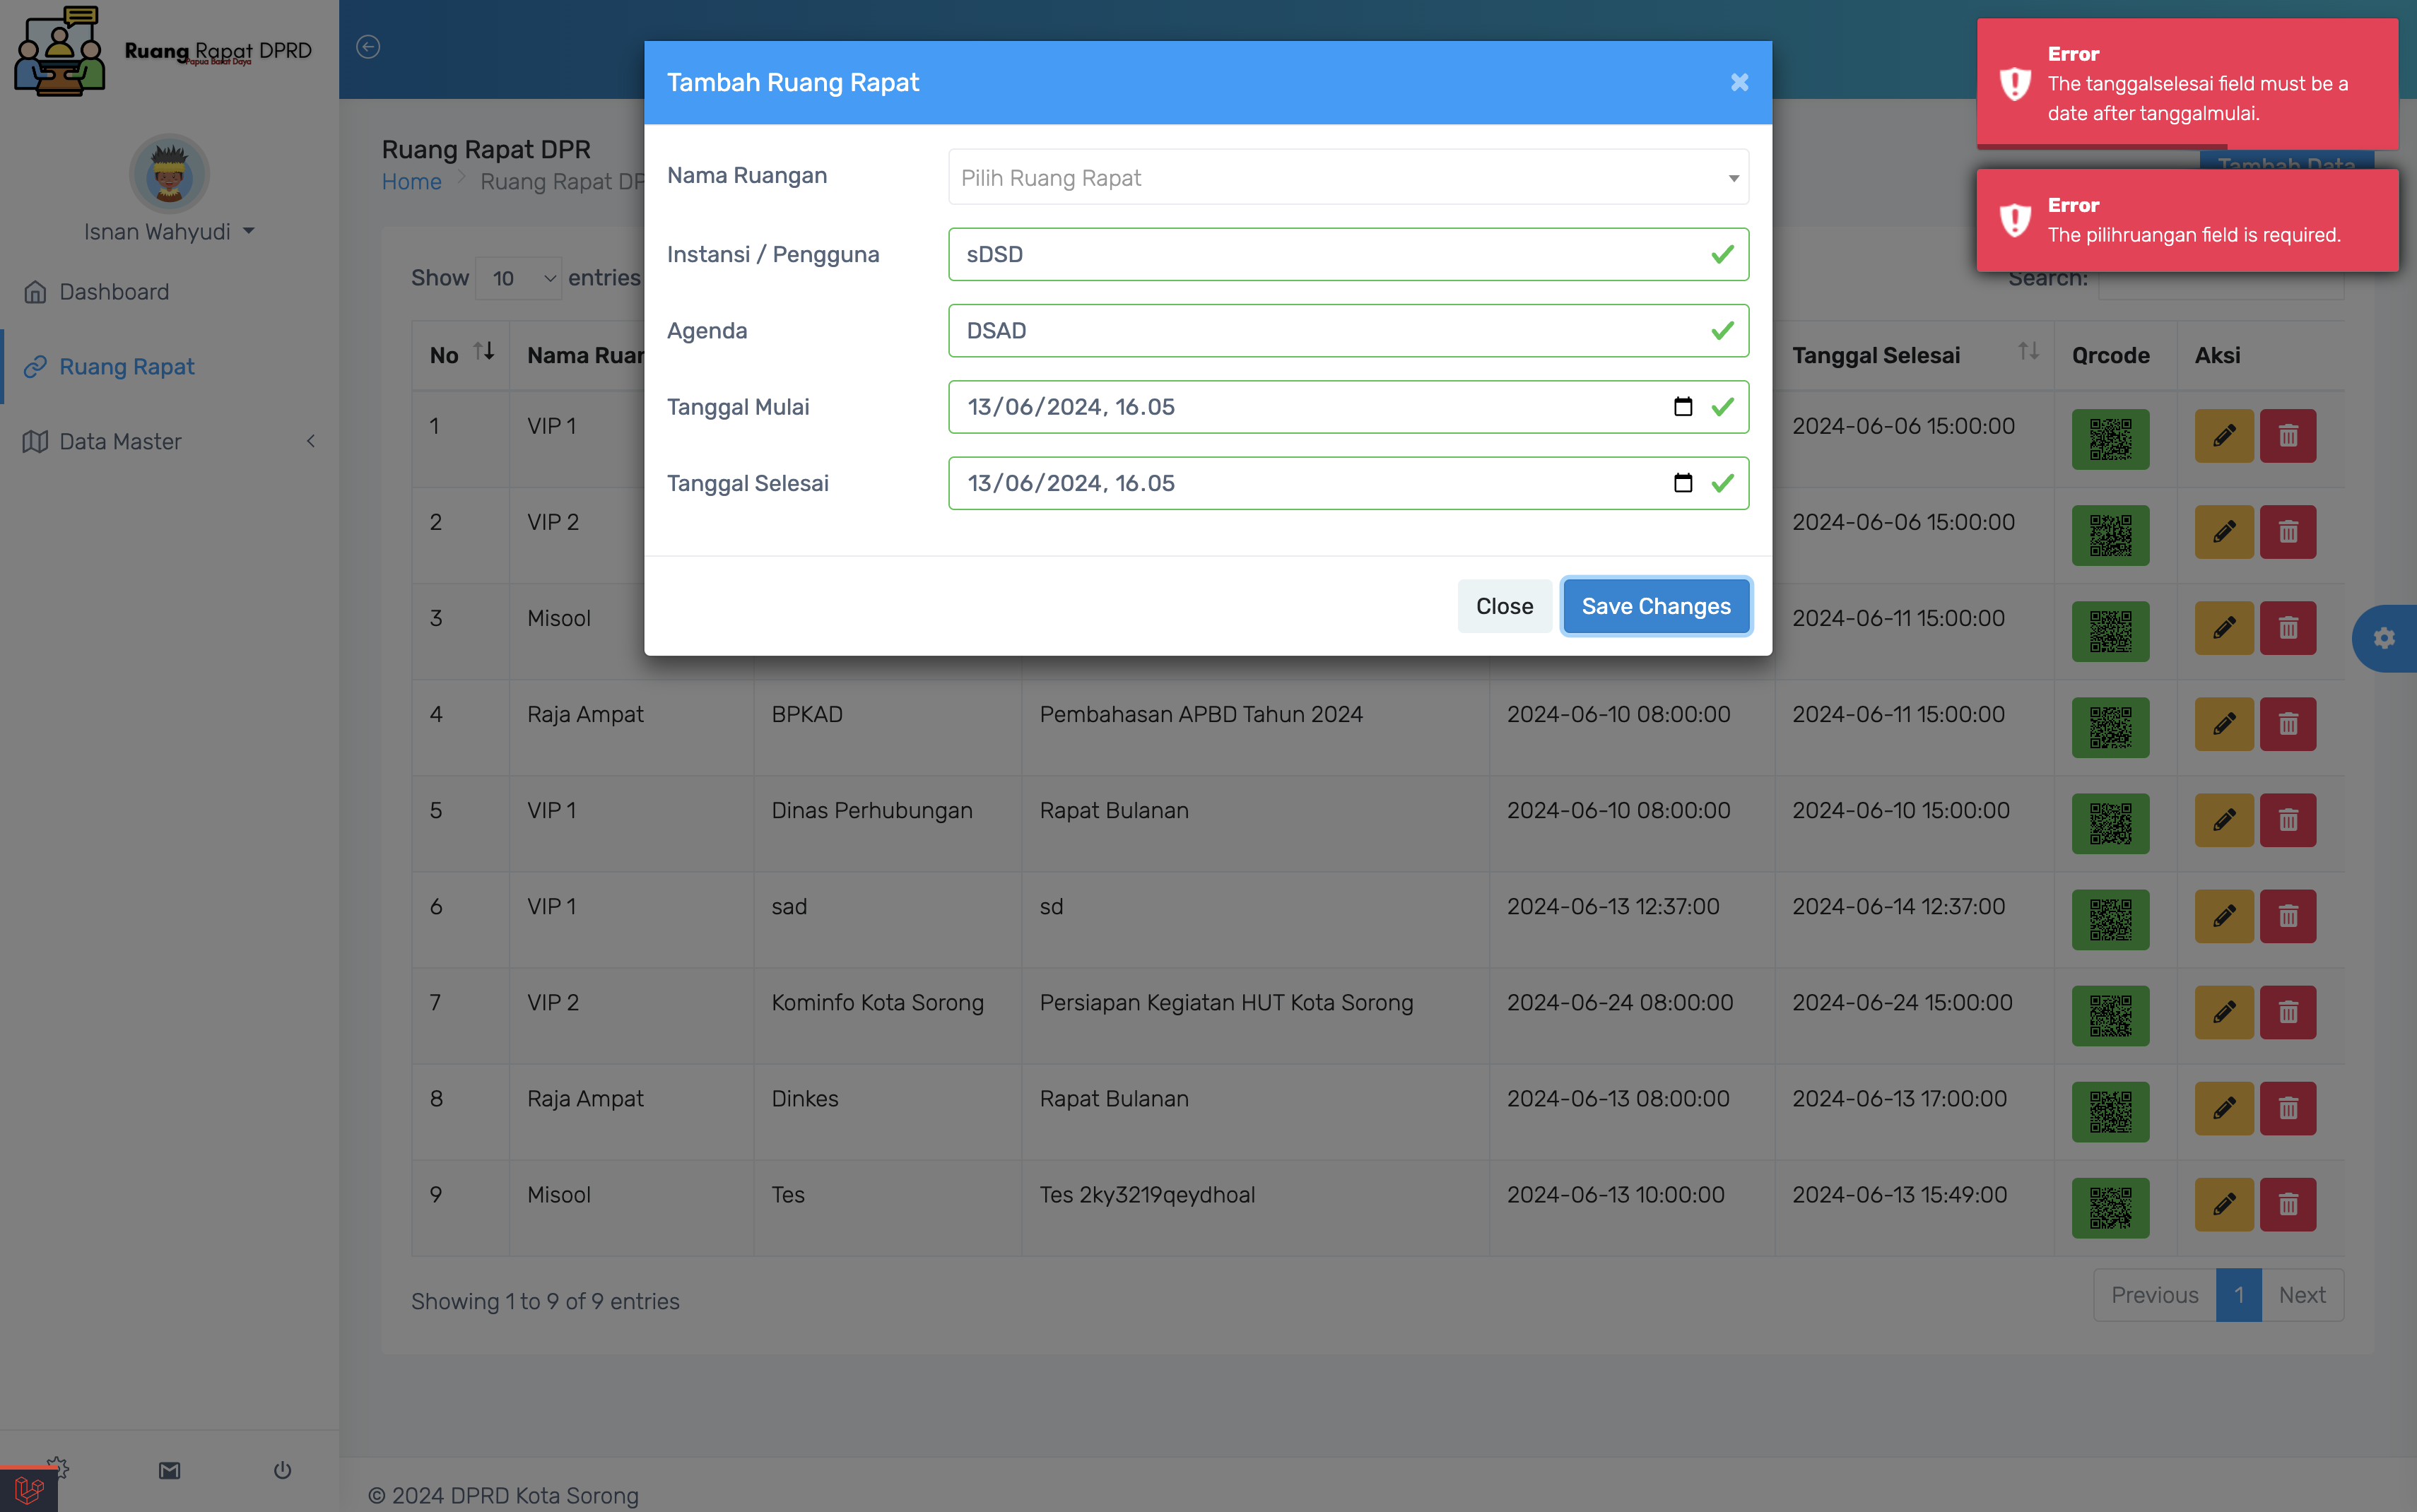 Ruang Rapat DPRD
Papua Barat Daya
Isnan Wahyudi
Dashboard
Ruang Rapat
Data Master
Ruang Rapat DPR
Home > Ruang Rapat DP
Show 10 entries
Search:
Tambah Data
Error
The tanggalselesai field must be a
date after tanggalmulai.
Error
The pilihruangan field is required.
Tambah Ruang Rapat
Nama Ruangan
Pilih Ruang Rapat
Instansi / Pengguna
sDSD
Agenda
DSAD
Tanggal Mulai
13/06/2024, 16.05
Tanggal Selesai
13/06/2024, 16.05
Close
Save Changes
No Nama Ruan Tanggal Selesai Qrcode Aksi
1 VIP 1 2024-06-06 15:00:00
2 VIP 2 2024-06-06 15:00:00
3 Misool 2024-06-11 15:00:00
4 Raja Ampat BPKAD Pembahasan APBD Tahun 2024 2024-06-10 08:00:00 2024-06-11 15:00:00
5 VIP 1 Dinas Perhubungan Rapat Bulanan 2024-06-10 08:00:00 2024-06-10 15:00:00
6 VIP 1 sad sd 2024-06-13 12:37:00 2024-06-14 12:37:00
7 VIP 2 Kominfo Kota Sorong Persiapan Kegiatan HUT Kota Sorong 2024-06-24 08:00:00 2024-06-24 15:00:00
8 Raja Ampat Dinkes Rapat Bulanan 2024-06-13 08:00:00 2024-06-13 17:00:00
9 Misool Tes Tes 2ky3219qeydhoal 2024-06-13 10:00:00 2024-06-13 15:49:00
Showing 1 to 9 of 9 entries
Previous 1 Next
© 2024 DPRD Kota Sorong